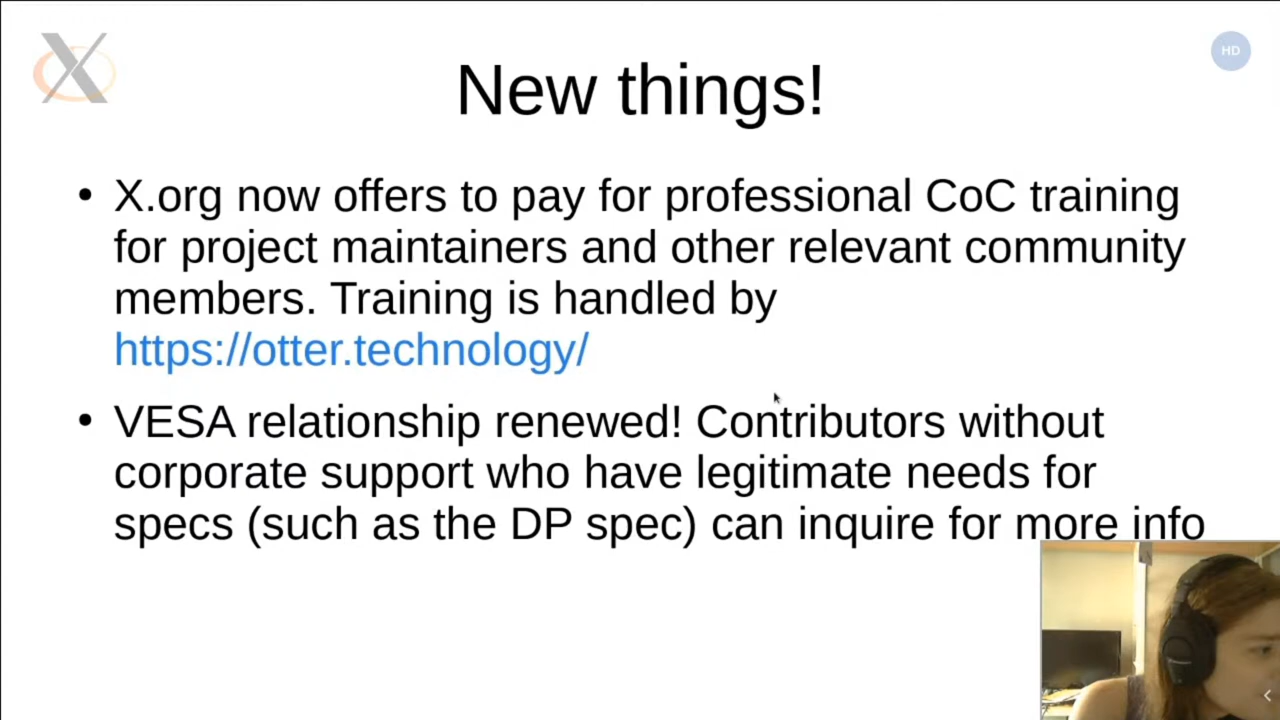 HD
New things!
• X.org now offers to pay for professional CoC training
for project maintainers and other relevant community
members. Training is handled by
https://otter.technology/
• VESA relationship renewed! Contributors without
corporate support who have legitimate needs for
specs (such as the DP spec) can inquire for more info